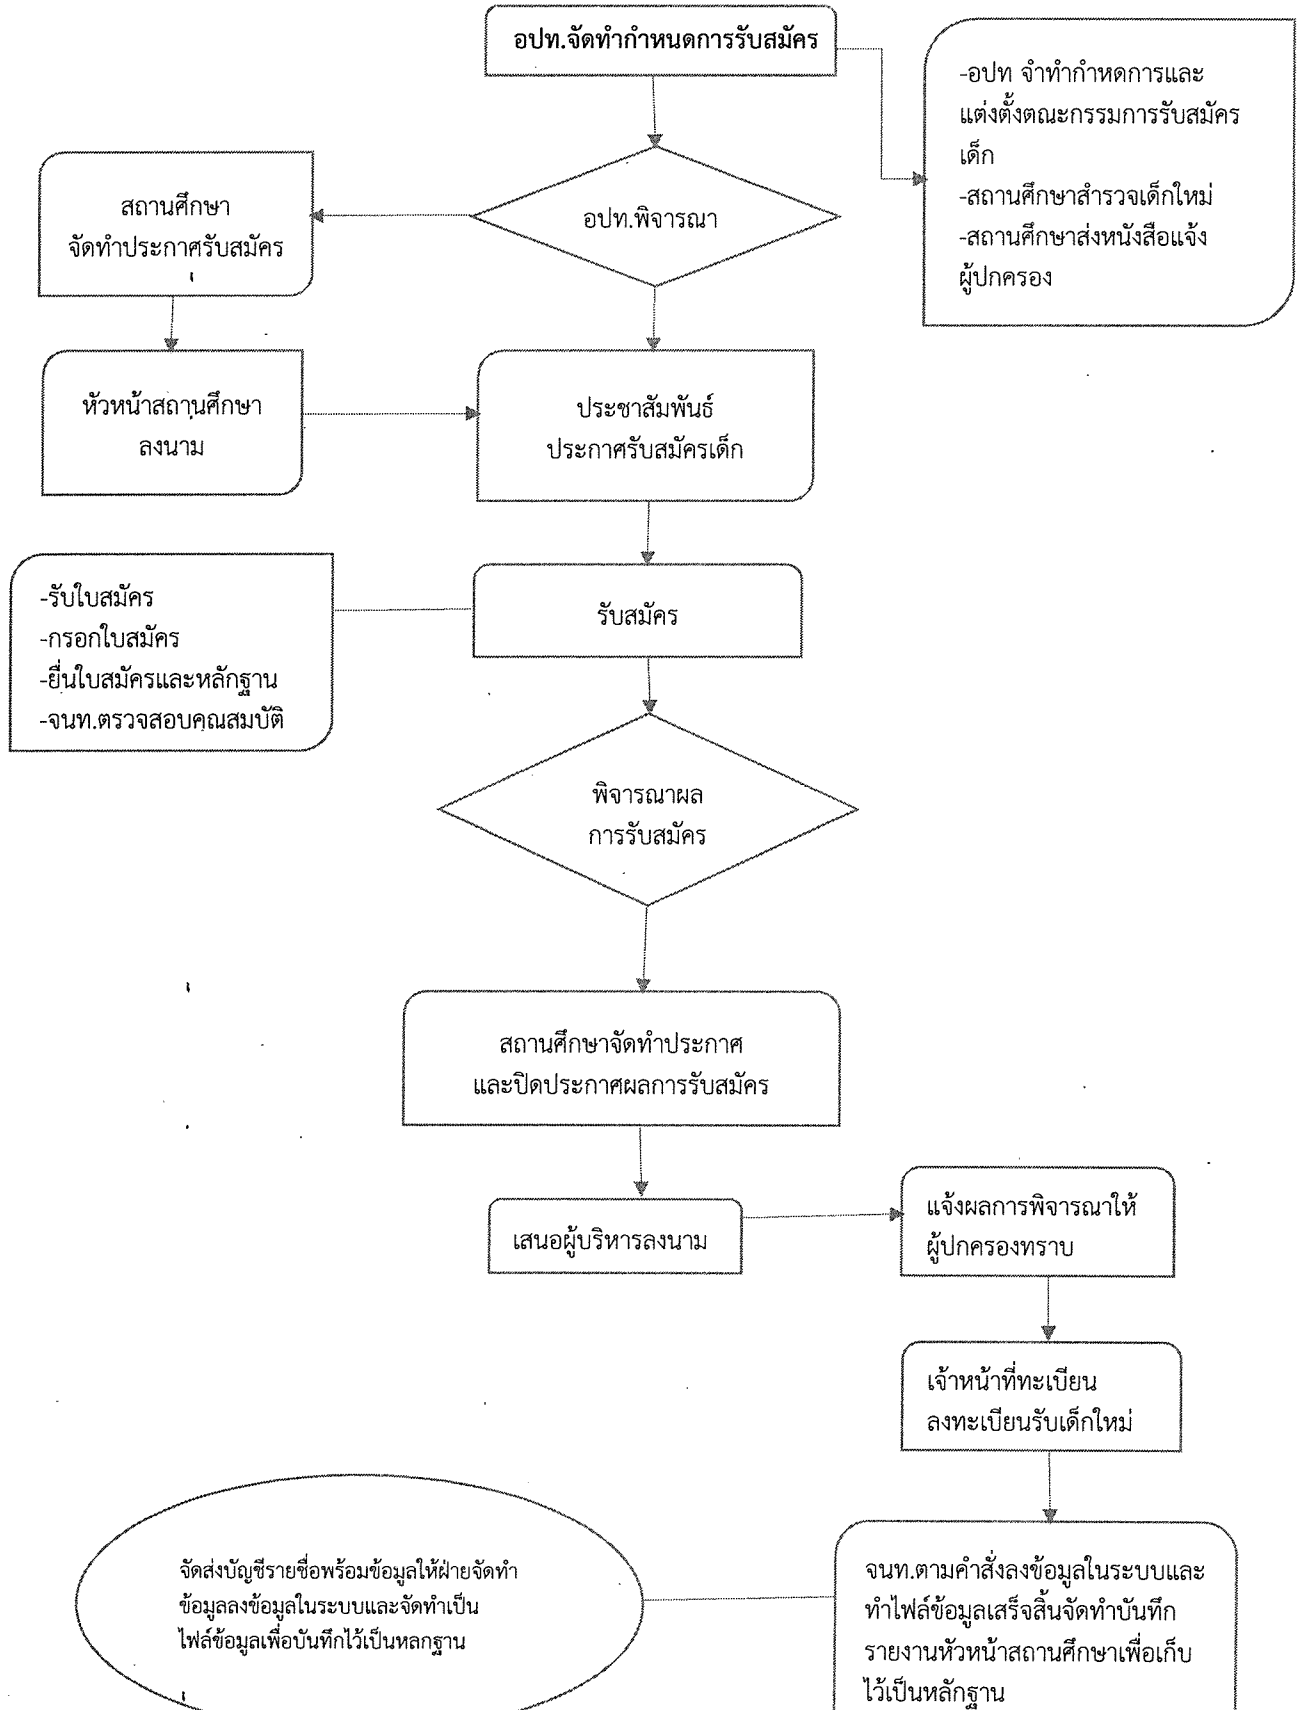 อปท.จัดทำกำหนดการรับสมัคร
-อปท จำทำกำหดการและ
แต่งตั้งตณะกรรมการรับสมัคร
เด็ก
-สถานศึกษาสำรวจเด็กใหม่
-สถานศึกษาส่งหนังสือแจ้ง
ผู้ปกครอง
อปท.พิจารณา
สถานศึกษา
จัดทำประกาศรับสมัคร
หัวหน้าสถานศึกษา
ลงนาม
ประชาสัมพันธ์
ประกาศรับสมัครเด็ก
รับสมัคร
-รับใบสมัคร
-กรอกใบสมัคร
-ยื่นใบสมัครและหลักฐาน
-จนท.ตรวจสอบคุณสมบัติ
พิจารณาผล
การรับสมัคร
สถานศึกษาจัดทำประกาศ
และปิดประกาศผลการรับสมัคร
เสนอผู้บริหารลงนาม
แจ้งผลการพิจารณาให้
ผู้ปกครองทราบ
เจ้าหน้าที่ทะเบียน
ลงทะเบียนรับเด็กใหม่
จนท.ตามคำสั่งลงข้อมูลในระบบและ
ทำไฟล์ข้อมูลเสร็จสิ้นจัดทำบันทึก
รายงานหัวหน้าสถานศึกษาเพื่อเก็บ
ไว้เป็นหลักฐาน
จัดส่งบัญชีรายชื่อพร้อมข้อมูลให้ฝ่ายจัดทำ
ข้อมูลลงข้อมูลในระบบและจัดทำเป็น
ไฟล์ข้อมูลเพื่อบันทึกไว้เป็นหลกฐาน